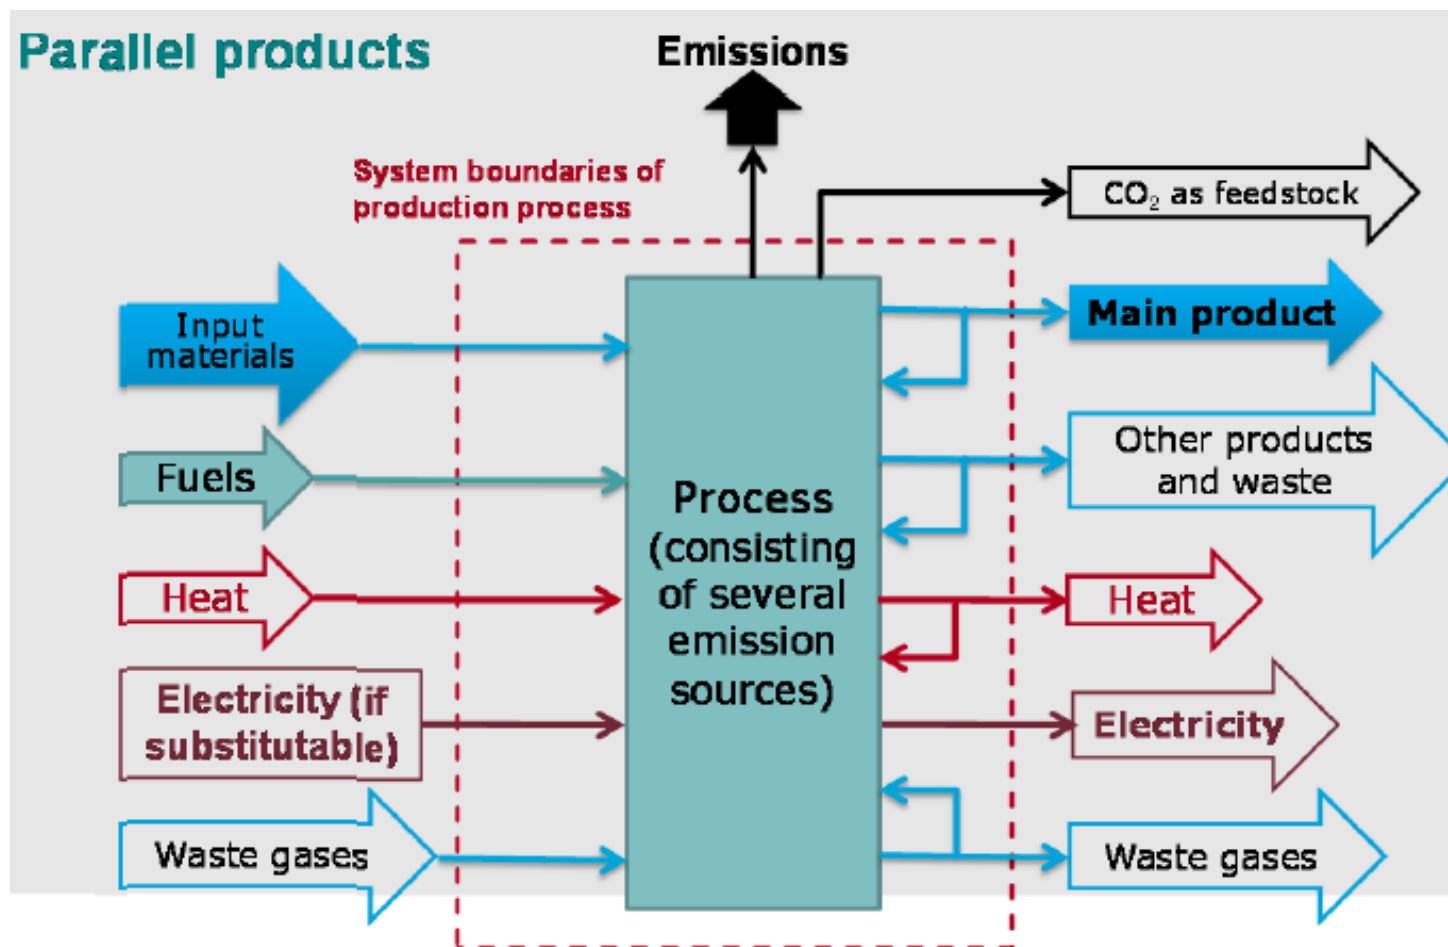 Parallel products
Emissions
System boundaries of
production process
CO₂ as feedstock
Input
materials
Main product
Fuels
Other products
and waste
Process
(consisting
of several
emission
sources)
Heat
Heat
Electricity (if
substitutable)
Electricity
Waste gases
Waste gases